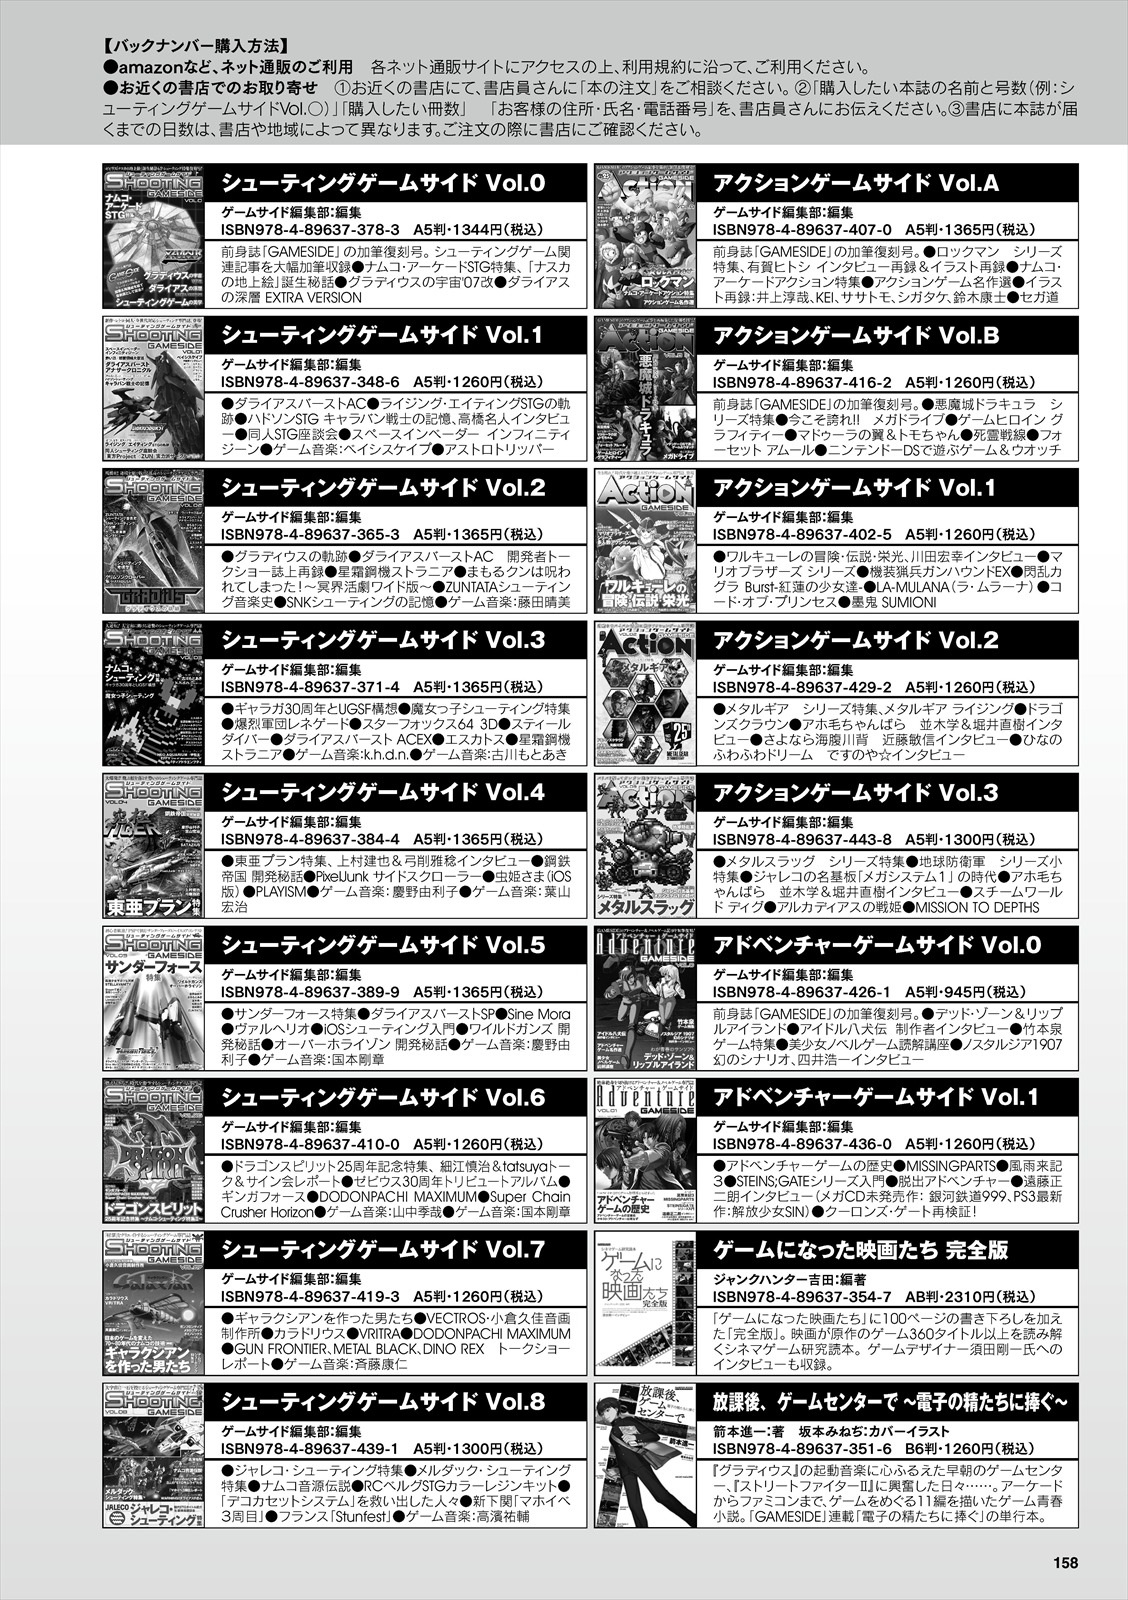 【バックナンバー購入方法】
●amazonなど、ネット通販のご利用　各ネット通販サイトにアクセスの上、利用規約に沿って、ご利用ください。
●お近くの書店でのお取り寄せ　①お近くの書店にて、書店員さんに「本の注文」をご相談ください。②「購入したい本誌の名前と号数（例：シ
ューティングゲームサイドVol.○）」「購入したい冊数」　「お客様の住所・氏名・電話番号」を、書店員さんにお伝えください。③書店に本誌が届
くまでの日数は、書店や地域によって異なります。ご注文の際に書店にご確認ください。
シューティングゲームサイド Vol.0
ゲームサイド編集部：編集
ISBN978-4-89637-378-3　A5判・1344円（税込）
前身誌「GAMESIDE」の加筆復刻号。シューティングゲーム関
連記事を大幅加筆収録●ナムコ・アーケードSTG特集、「ナスカ
の地上絵」誕生秘話●グラディウスの宇宙'07改●ダライアス
の深層 EXTRA VERSION
シューティングゲームサイド Vol.1
ゲームサイド編集部：編集
ISBN978-4-89637-348-6　A5判・1260円（税込）
●ダライアスバーストAC●ライジング・エイティングSTGの軌
跡●ハドソンSTG キャラバン戦士の記憶、高橋名人インタビュ
ー●同人STG座談会●スペースインベーダー インフィニティ
ジーン●ゲーム音楽：ベイシスケイプ●アストロトリッパー
シューティングゲームサイド Vol.2
ゲームサイド編集部：編集
ISBN978-4-89637-365-3　A5判・1365円（税込）
●グラディウスの軌跡●ダライアスバーストAC　開発者トー
クショー誌上再録●星霜鋼機ストラニア●まもるクンは呪わ
れてしまった！〜冥界活劇ワイド版〜●ZUNTATAシューティ
ング音楽史●SNKシューティングの記憶●ゲーム音楽：藤田晴美
シューティングゲームサイド Vol.3
ゲームサイド編集部：編集
ISBN978-4-89637-371-4　A5判・1365円（税込）
●ギャラガ30周年とUGSF構想●魔女っ子シューティング特集
●爆烈軍団レネゲード●スターフォックス64 3D●スティール
ダイバー●ダライアスバースト ACEX●エスカトス●星霜鋼機
ストラニア●ゲーム音楽：k.h.d.n.●ゲーム音楽：古川もとあき
シューティングゲームサイド Vol.4
ゲームサイド編集部：編集
ISBN978-4-89637-384-4　A5判・1365円（税込）
●東亜プラン特集、上村建也＆弓削雅稔インタビュー●鋼鉄
帝国 開発秘話●PixelJunk サイドスクローラー●虫姫さま（iOS
版）●PLAYISM●ゲーム音楽：慶野由利子●ゲーム音楽：葉山
宏治
シューティングゲームサイド Vol.5
ゲームサイド編集部：編集
ISBN978-4-89637-389-9　A5判・1365円（税込）
●サンダーフォース特集●ダライアスバーストSP●Sine Mora
●ヴァルヘリオ●iOSシューティング入門●ワイルドガンズ 開
発秘話●オーバーホライゾン 開発秘話●ゲーム音楽：慶野由
利子●ゲーム音楽：国本剛章
シューティングゲームサイド Vol.6
ゲームサイド編集部：編集
ISBN978-4-89637-410-0　A5判・1260円（税込）
●ドラゴンスピリット25周年記念特集、細江慎治＆tatsuyaトー
ク＆サイン会レポート●ゼビウス30周年トリビュートアルバム●
ギンガフォース●DODONPACHI MAXIMUM●Super Chain
Crusher Horizon●ゲーム音楽：山中季哉●ゲーム音楽：国本剛章
シューティングゲームサイド Vol.7
ゲームサイド編集部：編集
ISBN978-4-89637-419-3　A5判・1260円（税込）
●ギャラクシアンを作った男たち●VECTROS・小倉久佳音画
制作所●カラドリウス●VRITRA●DODONPACHI MAXIMUM
●GUN FRONTIER、METAL BLACK、DINO REX　トークショー
レポート●ゲーム音楽：斉藤康仁
シューティングゲームサイド Vol.8
ゲームサイド編集部：編集
ISBN978-4-89637-439-1　A5判・1300円（税込）
●ジャレコ・シューティング特集●メルダック・シューティング
特集●ナムコ音源伝説●RCベルグSTGカラーレジンキット●
「デコカセットシステム」を救い出した人々●新下関「マホイベ
3周目」●フランス「Stunfest」●ゲーム音楽：高濱祐輔
アクションゲームサイド Vol.A
ゲームサイド編集部：編集
ISBN978-4-89637-407-0　A5判・1365円（税込）
前身誌「GAMESIDE」の加筆復刻号。●ロックマン　シリーズ
特集、有賀ヒトシ インタビュー再録＆イラスト再録●ナムコ・
アーケードアクション特集●アクションゲーム名作選●イラス
ト再録：井上淳哉、KEI、ササトモ、シガタケ、鈴木康士●セガ道
アクションゲームサイド Vol.B
ゲームサイド編集部：編集
ISBN978-4-89637-416-2　A5判・1260円（税込）
前身誌「GAMESIDE」の加筆復刻号。●悪魔城ドラキュラ　シ
リーズ特集●今こそ誇れ!!　メガドライブ●ゲームヒロイン グ
ラフィティー●マドゥーラの翼＆トモちゃん●死霊戦線●フォ
ーセット アムール●ニンテンドーDSで遊ぶゲーム＆ウオッチ
アクションゲームサイド Vol.1
ゲームサイド編集部：編集
ISBN978-4-89637-402-5　A5判・1260円（税込）
●ワルキューレの冒険・伝説・栄光、川田宏幸インタビュー●マ
リオブラザーズ シリーズ●機装猟兵ガンハウンドEX●閃乱カ
グラ Burst-紅蓮の少女達-●LA-MULANA（ラ・ムラーナ）●コ
ード・オブ・プリンセス●墨鬼 SUMIONI
アクションゲームサイド Vol.2
ゲームサイド編集部：編集
ISBN978-4-89637-429-2　A5判・1260円（税込）
●メタルギア　シリーズ特集、メタルギア ライジング●ドラゴ
ンズクラウン●アホ毛ちゃんばら　並木学＆堀井直樹インタ
ビュー●さよなら海腹川背　近藤敏信インタビュー●ひなの
ふわふわドリーム　ですのや☆インタビュー
アクションゲームサイド Vol.3
ゲームサイド編集部：編集
ISBN978-4-89637-443-8　A5判・1300円（税込）
●メタルスラッグ　シリーズ特集●地球防衛軍　シリーズ小
特集●ジャレコの名基板「メガシステム1」の時代●アホ毛ち
ゃんばら　並木学＆堀井直樹インタビュー●スチームワール
ド ディグ●アルカディアスの戦姫●MISSION TO DEPTHS
アドベンチャーゲームサイド Vol.0
ゲームサイド編集部：編集
ISBN978-4-89637-426-1　A5判・945円（税込）
前身誌「GAMESIDE」の加筆復刻号。●デッド・ゾーン＆リップ
ルアイランド●アイドル八犬伝 制作者インタビュー●竹本泉
ゲーム特集●美少女ノベルゲーム読解講座●ノスタルジア1907
幻のシナリオ、四井浩一インタビュー
アドベンチャーゲームサイド Vol.1
ゲームサイド編集部：編集
ISBN978-4-89637-436-0　A5判・1260円（税込）
●アドベンチャーゲームの歴史●MISSINGPARTS●風雨来記
3●STEINS;GATEシリーズ入門●脱出アドベンチャー●遠藤正
二朗インタビュー（メガCD未発売作：銀河鉄道999、PS3最新
作：解放少女SIN）●クーロンズ・ゲート再検証！
ゲームになった映画たち 完全版
ジャンクハンター吉田：編著
ISBN978-4-89637-354-7　AB判・2310円（税込）
「ゲームになった映画たち」に100ページの書き下ろしを加え
た「完全版」。映画が原作のゲーム360タイトル以上を読み解
くシネマゲーム研究読本。ゲームデザイナー須田剛一氏への
インタビューも収録。
放課後、ゲームセンターで 〜電子の精たちに捧ぐ〜
箭本進一：著　坂本みねぢ：カバーイラスト
ISBN978-4-89637-351-6　B6判・1260円（税込）
『グラディウス』の起動音楽に心ふるえた早朝のゲームセンタ
ー、『ストリートファイターII』に興奮した日々……。アーケード
からファミコンまで、ゲームをめぐる11編を描いたゲーム青春
小説。「GAMESIDE」連載「電子の精たちに捧ぐ」の単行本。
158